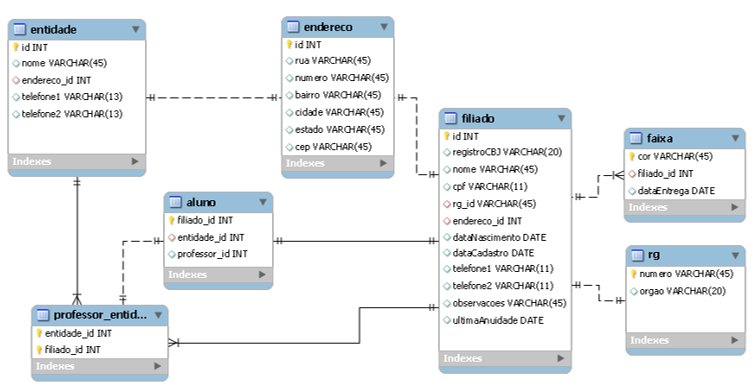 entidade
id INT
nome VARCHAR(45)
endereco_id INT
telefone1 VARCHAR(13)
telefone2 VARCHAR(13)
Indexes
endereco
id INT
rua VARCHAR(45)
numero VARCHAR(45)
bairro VARCHAR(45)
cidade VARCHAR(45)
estado VARCHAR(45)
cep VARCHAR(45)
Indexes
filiado
id INT
registroCBJ VARCHAR(20)
nome VARCHAR(45)
cpf VARCHAR(11)
rg_id VARCHAR(45)
endereco_id INT
dataNascimento DATE
dataCadastro DATE
telefone1 VARCHAR(11)
telefone2 VARCHAR(11)
observacoes VARCHAR(45)
ultimaAnuidade DATE
Indexes
faixa
cor VARCHAR(45)
filiado_id INT
dataEntrega DATE
Indexes
aluno
filiado_id INT
entidade_id INT
professor_id INT
Indexes
rg
numero VARCHAR(45)
orgao VARCHAR(20)
Indexes
professor_entid...
entidade_id INT
filiado_id INT
Indexes